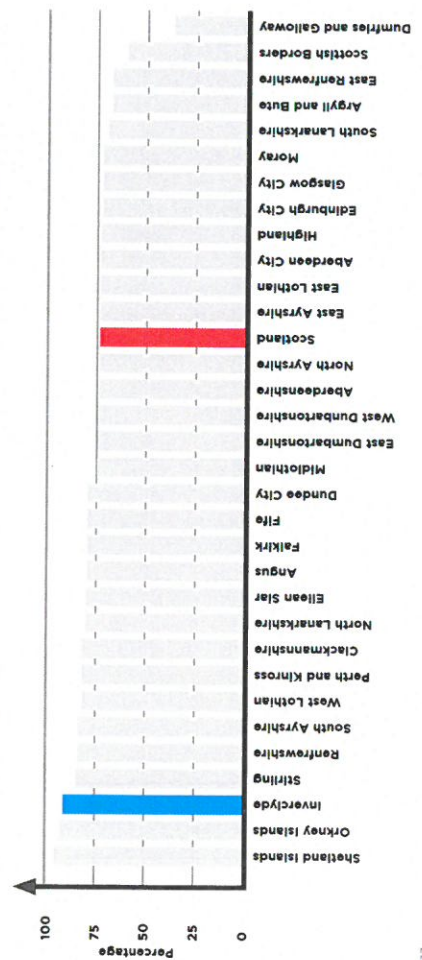 Percentage
100
75
50
25
0
Shetland Islands
Orkney Islands
Inverclyde
Stirling
Renfrewshire
South Ayrshire
West Lothian
Perth and Kinross
Clackmannshire
North Lanarkshire
Eilean Siar
Angus
Falkirk
Fife
Dundee City
Midlothian
East Dumbartonshire
West Dunbartonshire
Aberdeenshire
North Ayrshire
Scotland
East Ayrshire
East Lothian
Aberdeen City
Highland
Edinburgh City
Glasgow City
Moray
South Lanarkshire
Argyll and Bute
East Renfrewshire
Scottish Borders
Dumfries and Galloway